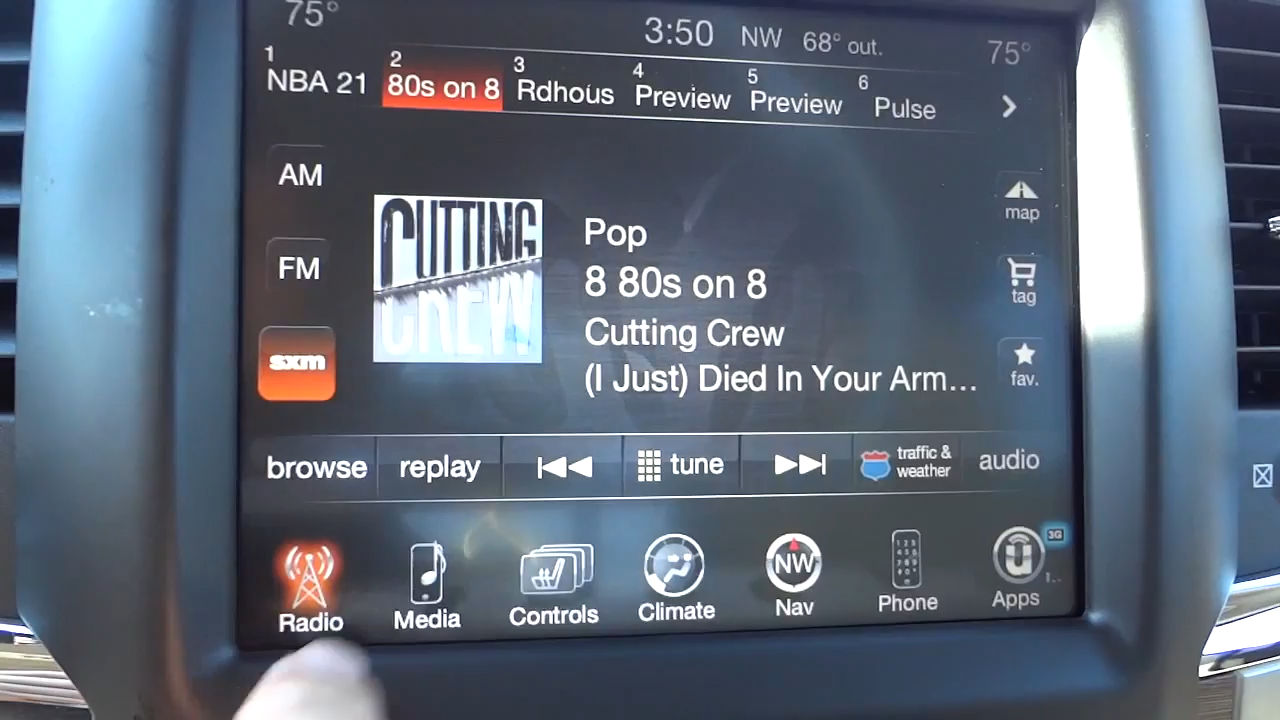 75°
3:50 NW 68° out.
75°
1 NBA 21
2 80s on 8
3 Rdhous
4 Preview
5 Preview
6 Pulse
AM
FM
sxm
CUTTING
CREW
Pop
8 80s on 8
Cutting Crew
(I Just) Died In Your Arm...
map
tag
fav.
browse
replay
tune
traffic &
weather
audio
Radio
Media
Controls
Climate
NW
Nav
Phone
3G
Apps